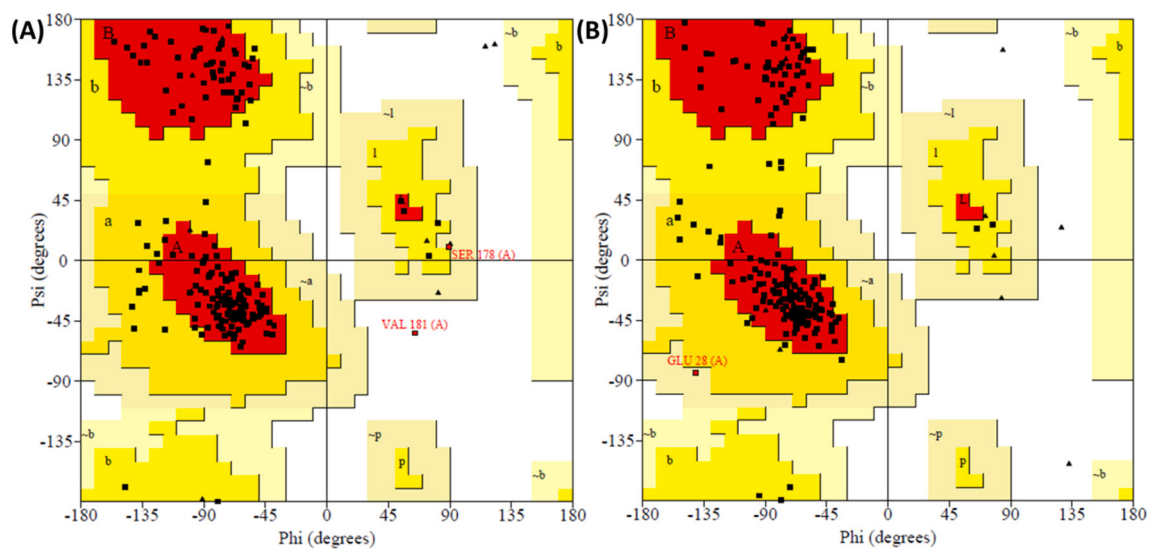 (A)
180
135
90
45
0
-45
-90
-135
Psi (degrees)
B
b
~b
~b
b
~l
l
a
A
L
SER 178 (A)
~a
VAL 181 (A)
~b
~p
b
p
~b
-180 -135 -90 -45 0 45 90 135 180
Phi (degrees)
(B)
180
135
90
45
0
-45
-90
-135
Psi (degrees)
B
b
~b
~b
b
~l
l
a
L
A
~a
GLU 28 (A)
~b
~p
b
p
~b
-180 -135 -90 -45 0 45 90 135 180
Phi (degrees)